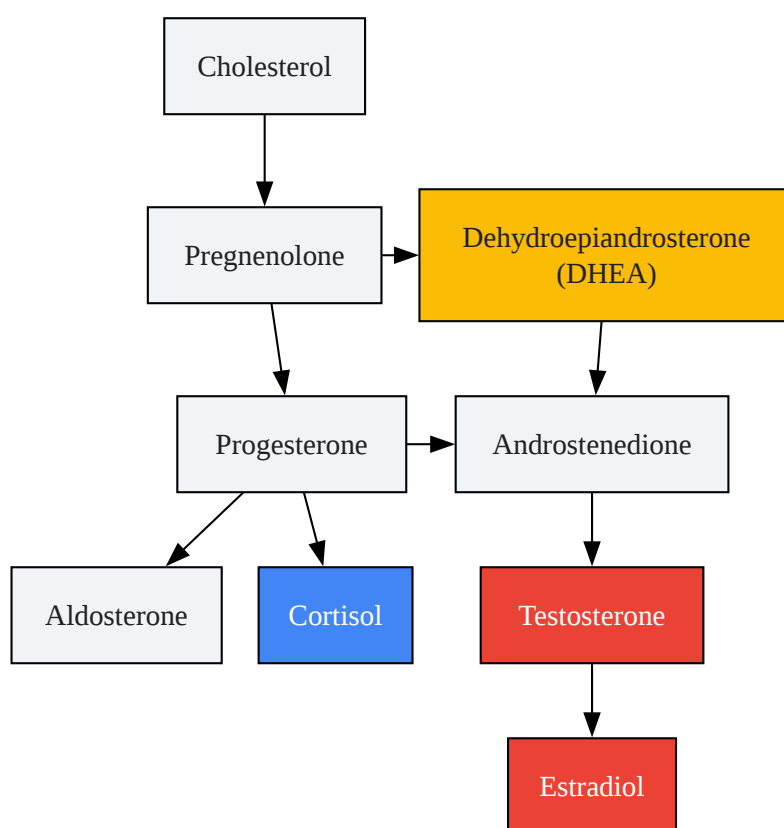 Cholesterol
Pregnenolone
Dehydroepiandrosterone
(DHEA)
Progesterone
Androstenedione
Aldosterone
Cortisol
Testosterone
Estradiol